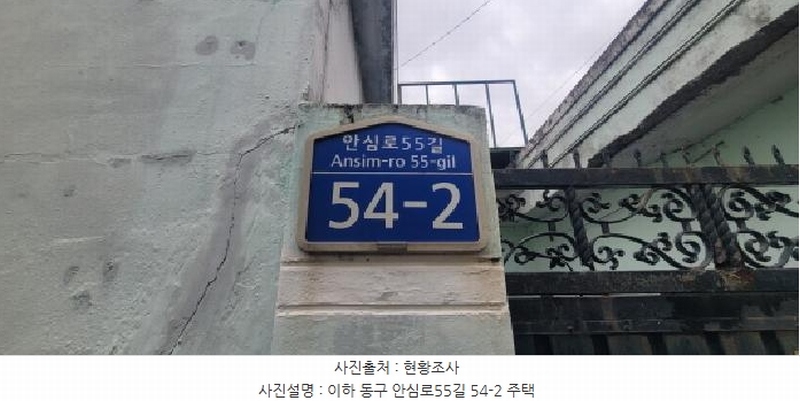 안심로55길
Ansim-ro 55-gil
54-2
사진출처 : 현황조사
사진설명 : 이하 동구 안심로55길 54-2 주택